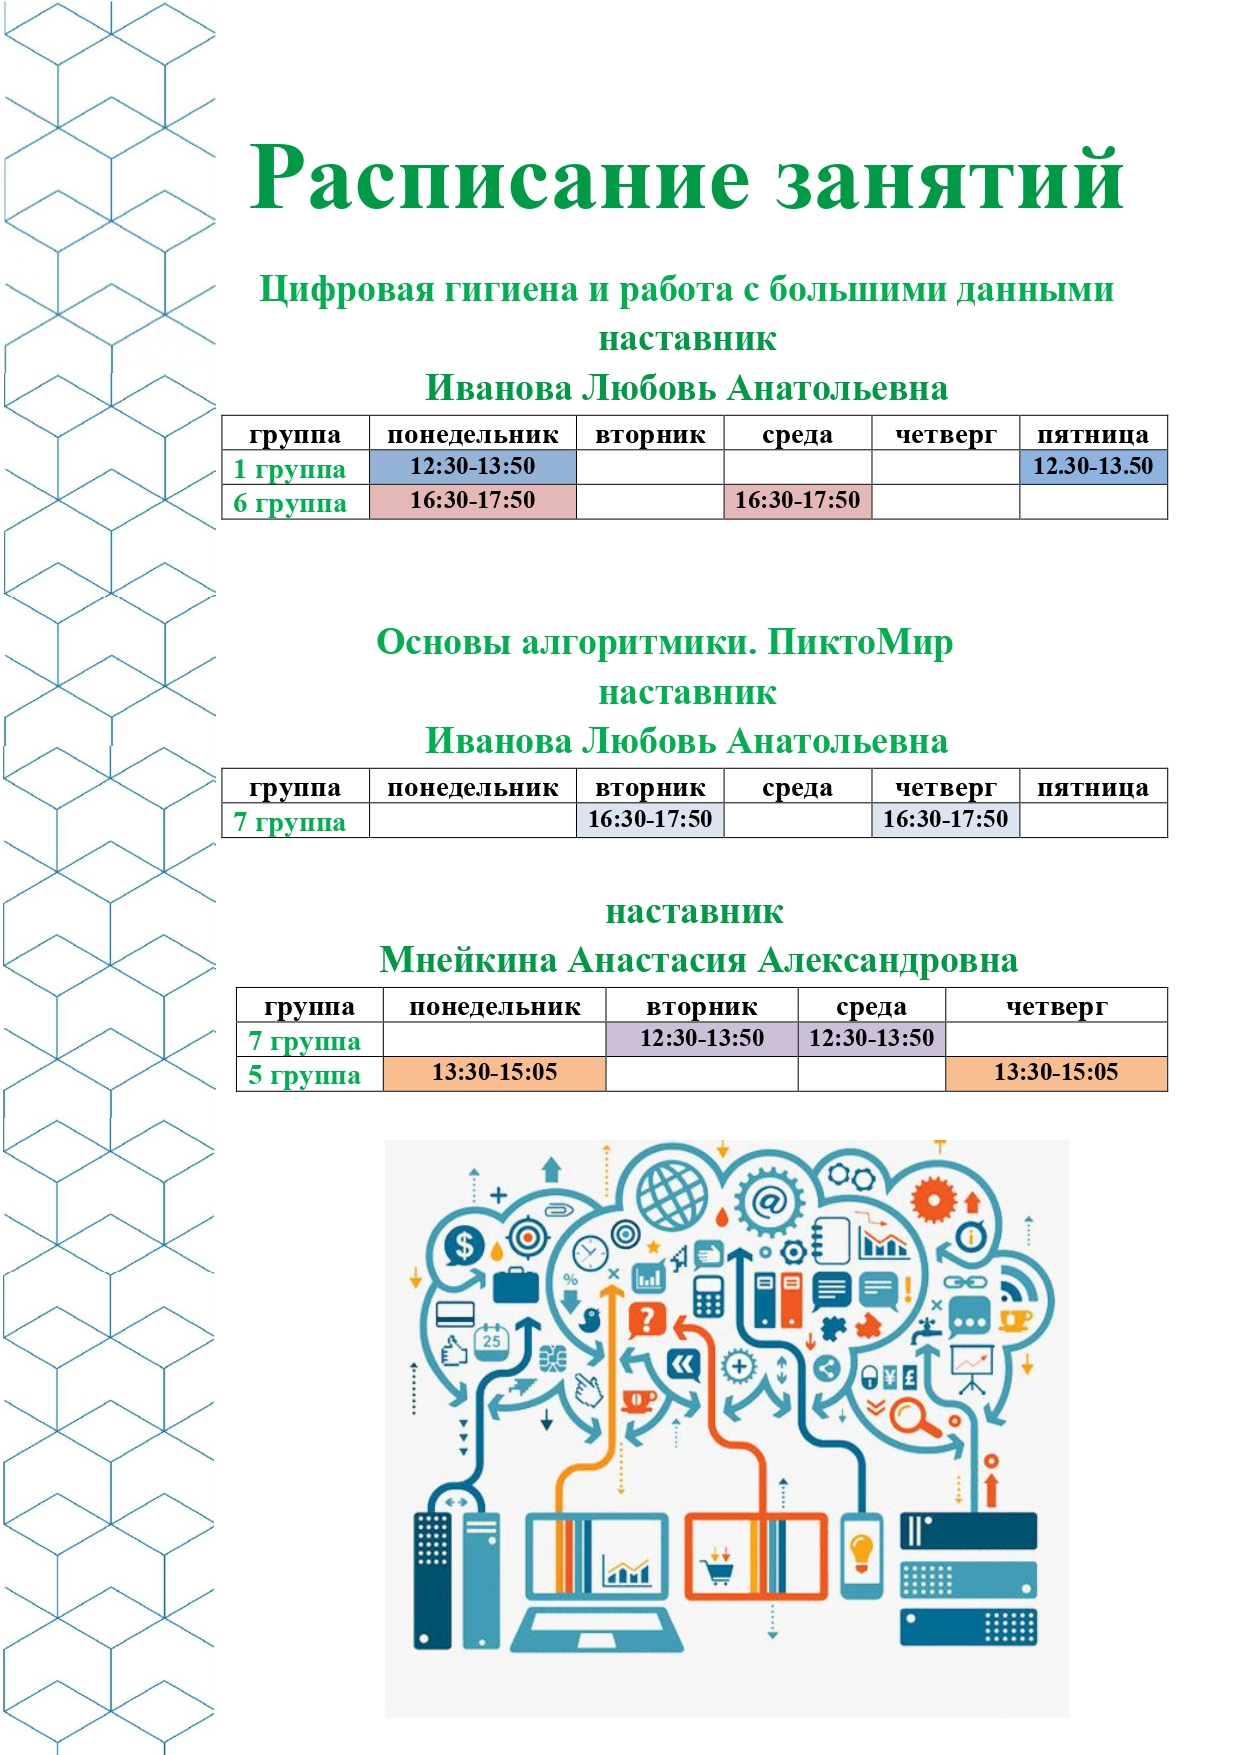 Расписание занятий
Цифровая гигиена и работа с большими данными
наставник
Иванова Любовь Анатольевна
группа понедельник вторник среда четверг пятница
1 группа 12:30-13:50 12.30-13.50
6 группа 16:30-17:50 16:30-17:50
Основы алгоритмики. ПиктоМир
наставник
Иванова Любовь Анатольевна
группа понедельник вторник среда четверг пятница
7 группа 16:30-17:50 16:30-17:50
наставник
Мнейкина Анастасия Александровна
группа понедельник вторник среда четверг
7 группа 12:30-13:50 12:30-13:50
5 группа 13:30-15:05 13:30-15:05
25